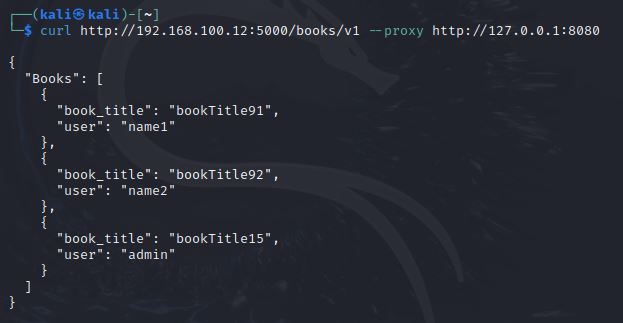 ┌──(kali㉿kali)-[~]
└─$ curl http://192.168.100.12:5000/books/v1 --proxy http://127.0.0.1:8080
{
  "Books": [
    {
      "book_title": "bookTitle91",
      "user": "name1"
    },
    {
      "book_title": "bookTitle92",
      "user": "name2"
    },
    {
      "book_title": "bookTitle15",
      "user": "admin"
    }
  ]
}